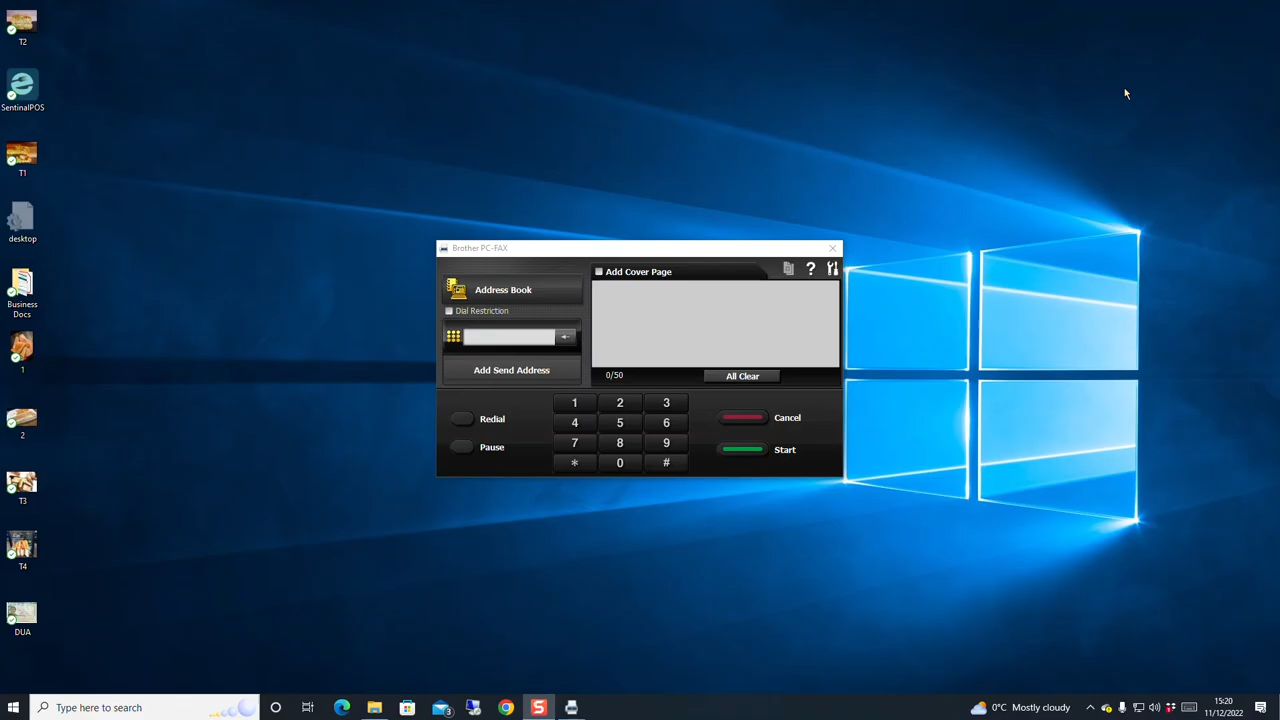 T2
SentinalPOS
T1
desktop
Business
Docs
1
2
T3
T4
DUA
Brother PC-FAX
Address Book
Dial Restriction
Add Send Address
Add Cover Page
?
0/50
All Clear
Redial
Pause
1 2 3
4 5 6
7 8 9
* 0 #
Cancel
Start
Type here to search
3
S
0°C Mostly cloudy
15:20
11/12/2022